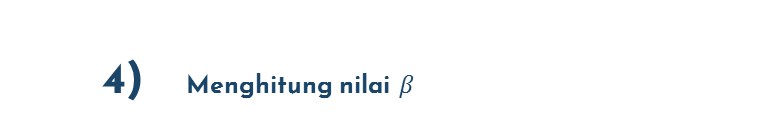 4) Menghitung nilai β